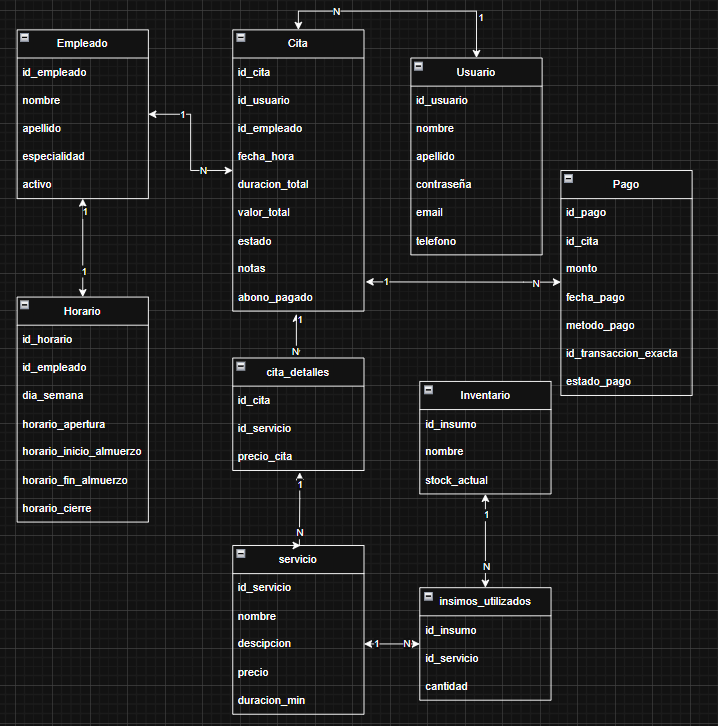 N
1
Empleado
id_empleado
nombre
apellido
especialidad
activo
1
N
Cita
id_cita
id_usuario
id_empleado
fecha_hora
duracion_total
valor_total
estado
notas
abono_pagado
Usuario
id_usuario
nombre
apellido
contraseña
email
telefono
Pago
id_pago
id_cita
monto
fecha_pago
metodo_pago
id_transaccion_exacta
estado_pago
1
N
1
1
Horario
id_horario
id_empleado
dia_semana
horario_apertura
horario_inicio_almuerzo
horario_fin_almuerzo
horario_cierre
1
N
cita_detalles
id_cita
id_servicio
precio_cita
1
N
Inventario
id_insumo
nombre
stock_actual
1
N
servicio
id_servicio
nombre
descipcion
precio
duracion_min
1
N
insimos_utilizados
id_insumo
id_servicio
cantidad